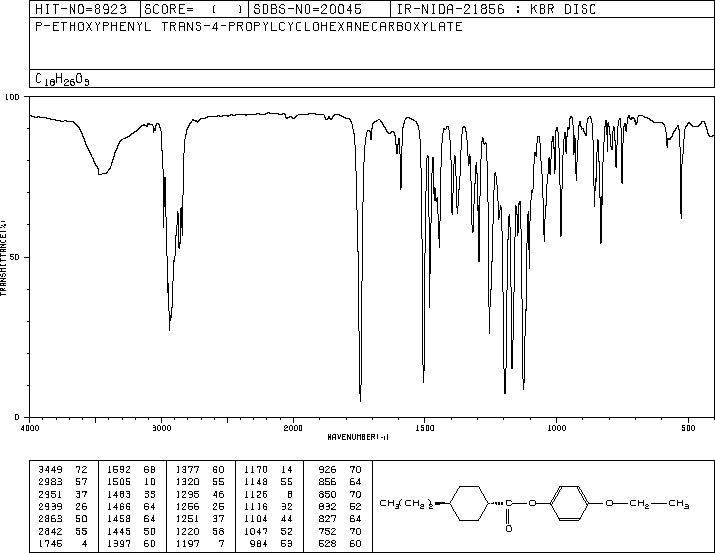 HIT-NO=8923 SCORE= ( ) SDBS-NO=20045 IR-NIDA-21856 : KBR DISC
P-ETHOXYPHENYL TRANS-4-PROPYLCYCLOHEXANECARBOXYLATE
C18H26O3
100
50
0
TRANSMITTANCE(%)
4000 3000 2000 1500 1000 500
WAVENUMBER(-1)
3449 72 1592 68 1377 60 1170 14 926 70
2983 57 1505 10 1320 55 1148 55 856 64
2951 37 1483 33 1295 46 1126 8 850 70
2939 26 1466 64 1256 25 1116 32 832 52
2863 50 1458 64 1251 37 1104 44 827 64
2842 55 1445 50 1220 58 1047 52 752 70
1746 4 1397 60 1197 7 984 53 528 60
CH3(CH2)2 C O O CH2 CH3
O